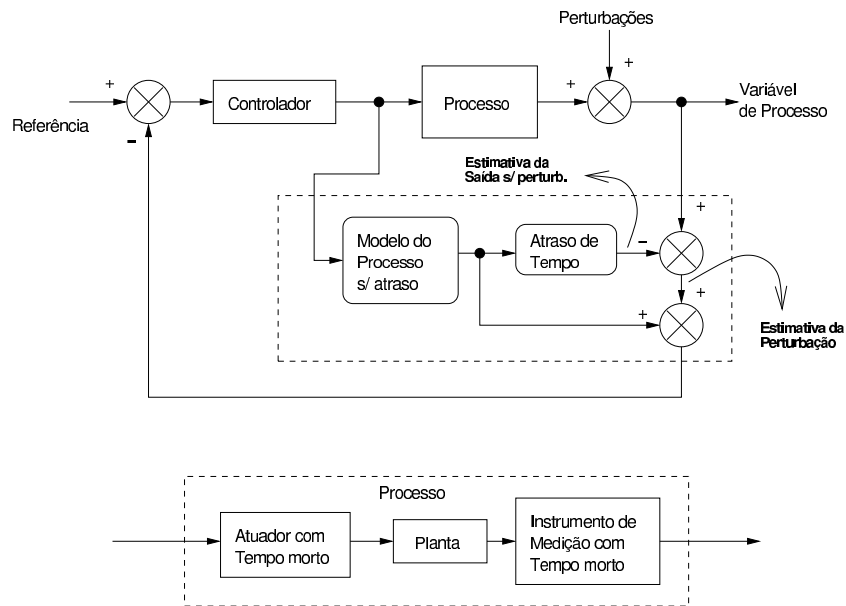 Perturbações
+
+
+
Referência
-
Controlador
Processo
+
Variável
de Processo
Estimativa da
Saída s/ perturb.
+
Modelo do
Processo
s/ atraso
Atraso de
Tempo
-
+
+
Estimativa da
Perturbação
Processo
Atuador com
Tempo morto
Planta
Instrumento de
Medição com
Tempo morto